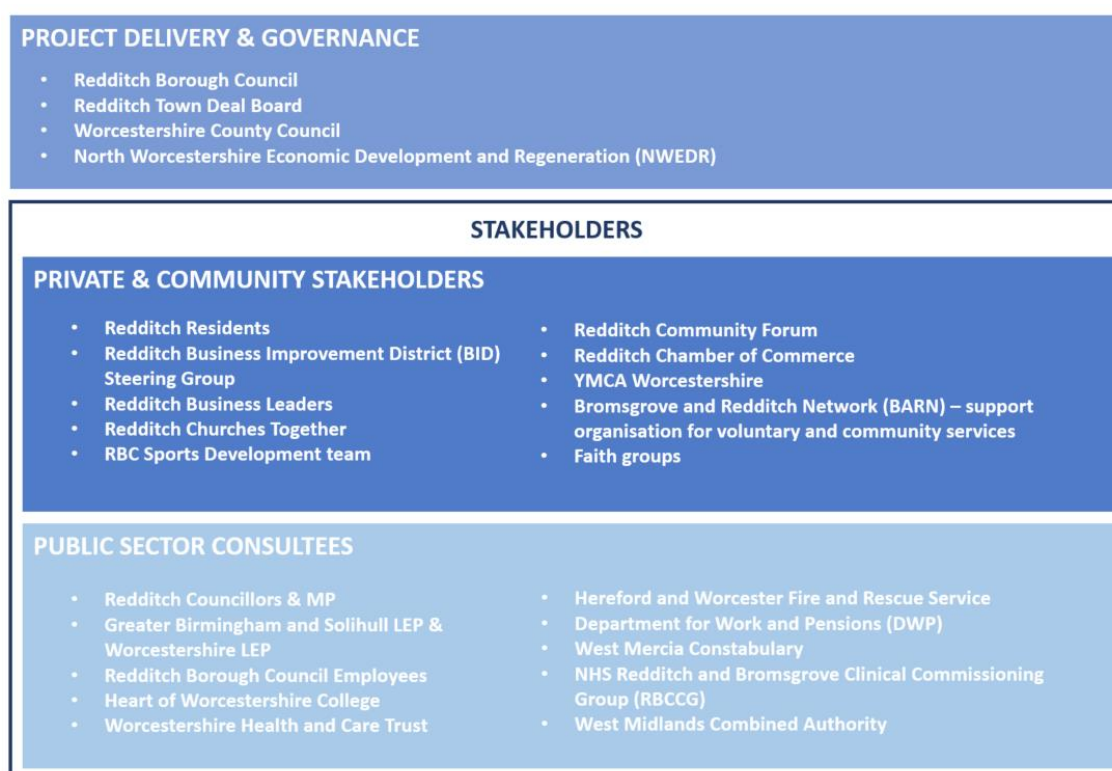 PROJECT DELIVERY & GOVERNANCE
• Redditch Borough Council
• Redditch Town Deal Board
• Worcestershire County Council
• North Worcestershire Economic Development and Regeneration (NWEDR)
STAKEHOLDERS
PRIVATE & COMMUNITY STAKEHOLDERS
• Redditch Residents
• Redditch Business Improvement District (BID)
Steering Group
• Redditch Business Leaders
• Redditch Churches Together
• RBC Sports Development team
• Redditch Community Forum
• Redditch Chamber of Commerce
• YMCA Worcestershire
• Bromsgrove and Redditch Network (BARN) – support
organisation for voluntary and community services
• Faith groups
PUBLIC SECTOR CONSULTEES
• Redditch Councillors & MP
• Greater Birmingham and Solihull LEP &
Worcestershire LEP
• Redditch Borough Council Employees
• Heart of Worcestershire College
• Worcestershire Health and Care Trust
• Hereford and Worcester Fire and Rescue Service
• Department for Work and Pensions (DWP)
• West Mercia Constabulary
• NHS Redditch and Bromsgrove Clinical Commissioning
Group (RBCCG)
• West Midlands Combined Authority